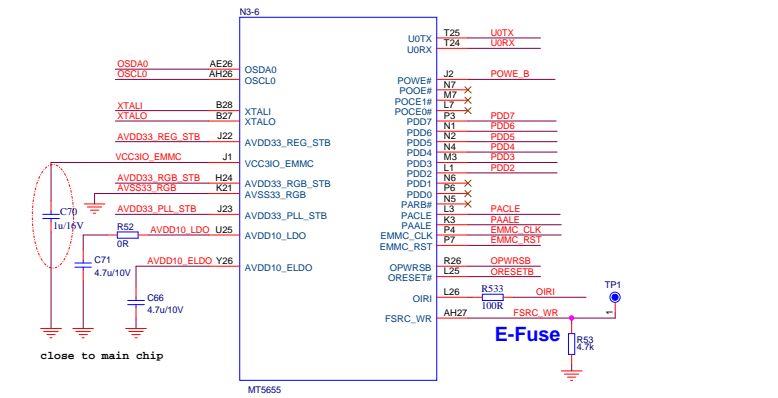 N3-6
OSDA0 AE26 OSDA0
OSCL0 AH26 OSCL0
XTALI B28 XTALI
XTALO B27 XTALO
AVDD33_REG_STB J22 AVDD33_REG_STB
VCC3IO_EMMC J1 VCC3IO_EMMC
AVDD33_RGB_STB H24 AVDD33_RGB_STB
AVSS33_RGB K21 AVSS33_RGB
AVDD33_PLL_STB J23 AVDD33_PLL_STB
C70
1u/16V
R52
0R
AVDD10_LDO U25 AVDD10_LDO
C71
4.7u/10V
AVDD10_ELDO Y26 AVDD10_ELDO
C66
4.7u/10V
close to main chip
U0TX T25 U0TX
U0RX T24 U0RX
POWE# J2 POWE_B
POOE# N7
POCE1# M7
POCE0# L7
PDD7 P3 PDD7
PDD6 N1 PDD6
PDD5 N2 PDD5
PDD4 N4 PDD4
PDD3 M3 PDD3
PDD2 L1 PDD2
PDD1 N6
PDD0 P6
PARB# N5
PACLE L3 PACLE
PAALE K3 PAALE
EMMC_CLK P4 EMMC_CLK
EMMC_RST P7 EMMC_RST
OPWRSB R26 OPWRSB
ORESET# L25 ORESETB
OIRI L26 R533 OIRI
100R
TP1
FSRC_WR AH27 FSRC_WR
1
E-Fuse
R53
4.7k
MT5655